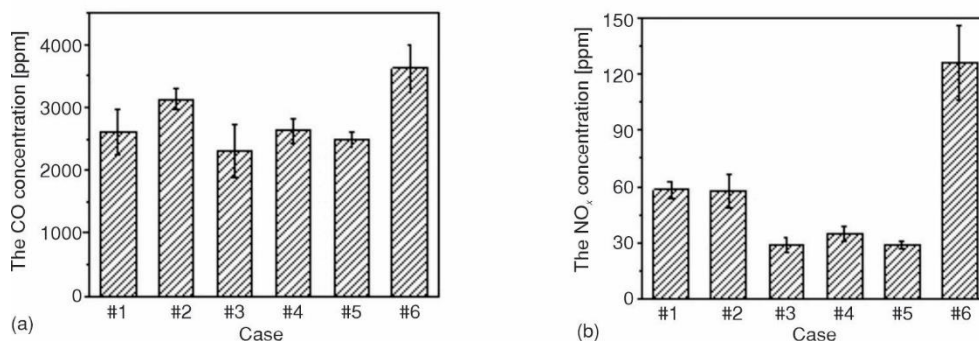 The CO concentration [ppm]
4000
3000
2000
1000
0
#1 #2 #3 #4 #5 #6
Case
(a)
The NOx concentration [ppm]
150
120
90
60
30
0
#1 #2 #3 #4 #5 #6
Case
(b)